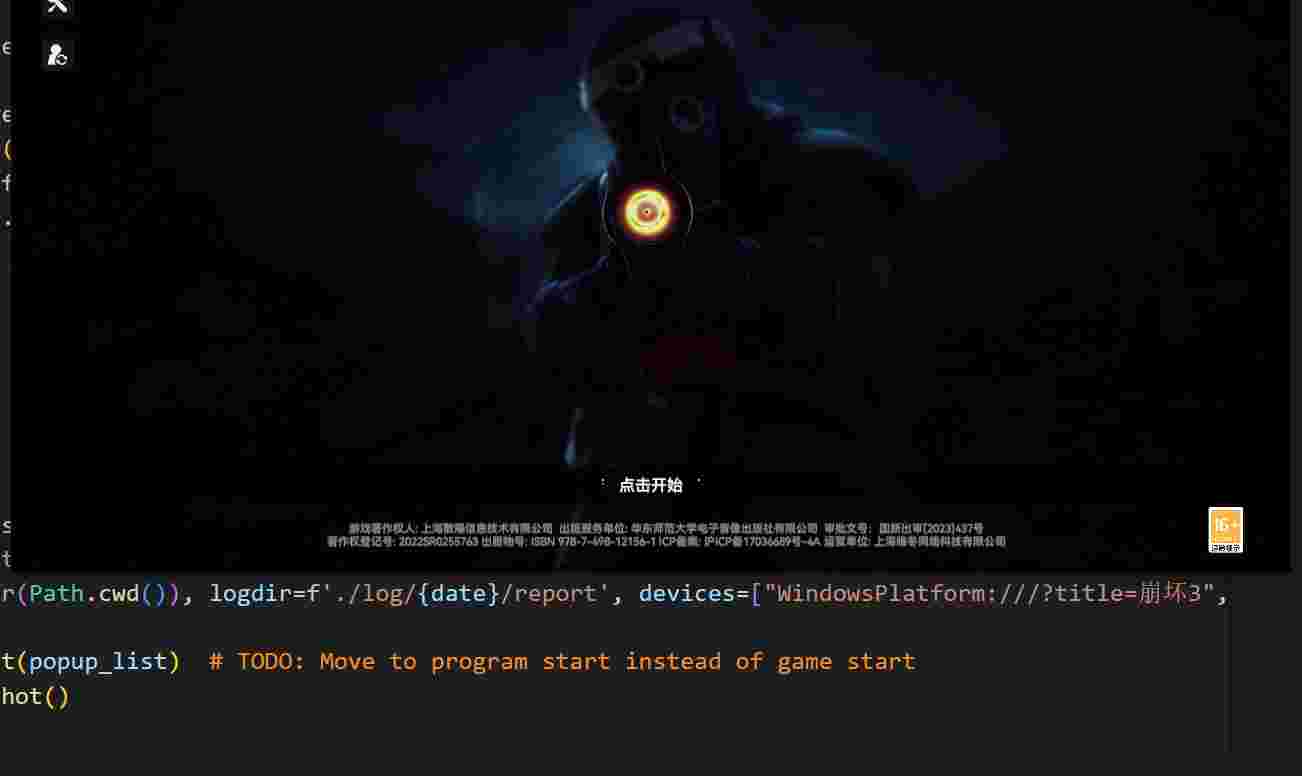 e
e
(
f
.
点击开始
游戏著作权人: 上海散爆信息技术有限公司 出版服务单位: 华东师范大学电子音像出版社有限公司 审批文号: 国新出审[2023]437号
著作权登记号: 2022SR0255763 出版物号: ISBN 978-7-498-12156-1 ICP备案: 沪ICP备17036689号-4A 运营单位: 上海暗冬网络科技有限公司
16+
适龄提示
s
t
r(Path.cwd()), logdir=f'./log/{date}/report', devices=["WindowsPlatform:///?title=崩坏3",
t(popup_list)  # TODO: Move to program start instead of game start
hot()